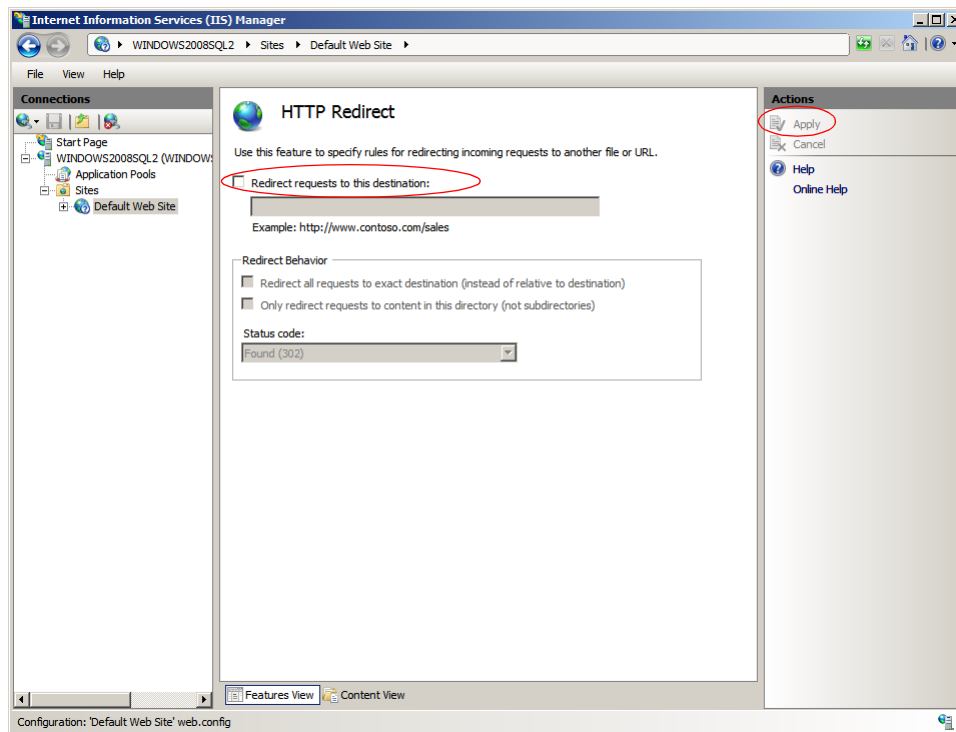 Internet Information Services (IIS) Manager
WINDOWS2008SQL2 Sites Default Web Site
File View Help
Connections
Start Page
WINDOWS2008SQL2 (WINDOWS
Application Pools
Sites
Default Web Site
HTTP Redirect
Use this feature to specify rules for redirecting incoming requests to another file or URL.
Redirect requests to this destination:
Example: http://www.contoso.com/sales
Redirect Behavior
Redirect all requests to exact destination (instead of relative to destination)
Only redirect requests to content in this directory (not subdirectories)
Status code:
Found (302)
Features View Content View
Actions
Apply
Cancel
Help
Online Help
Configuration: 'Default Web Site' web.config